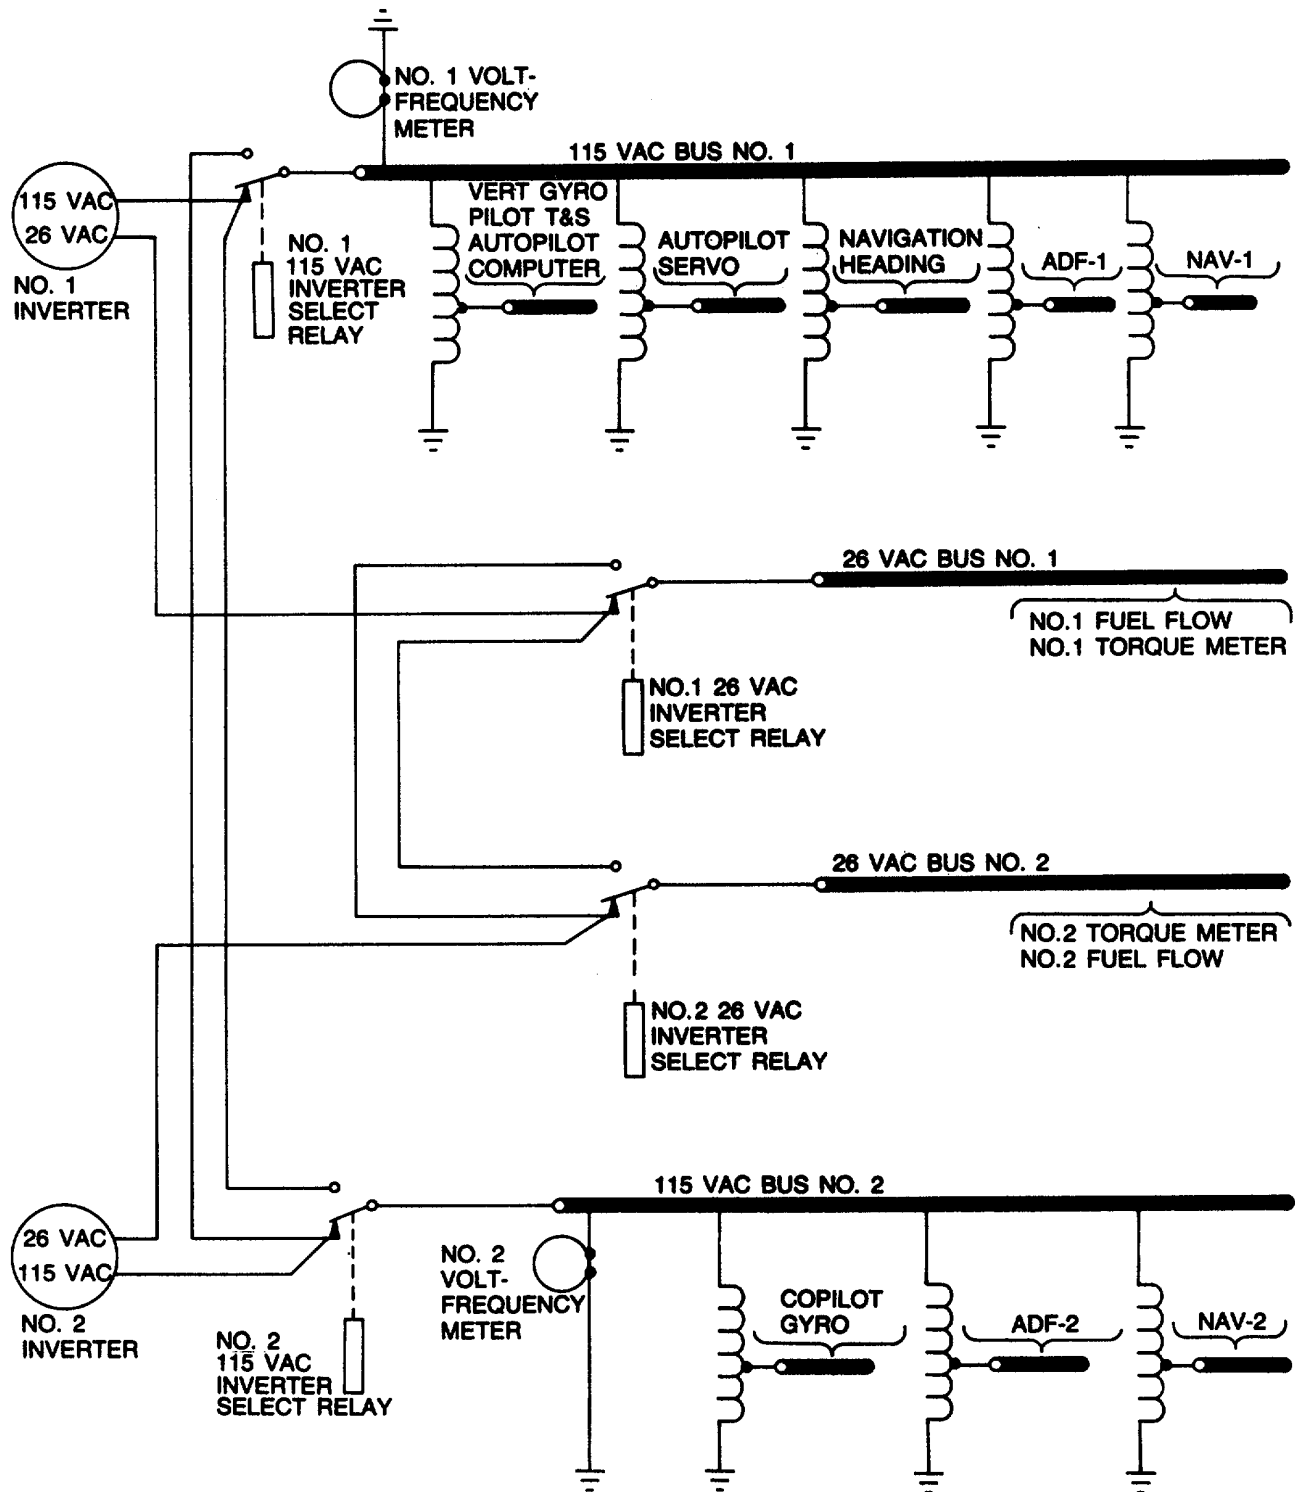 NO. 1 VOLT-
FREQUENCY
METER
115 VAC BUS NO. 1
115 VAC
26 VAC
NO. 1
INVERTER
NO. 1
115 VAC
INVERTER
SELECT
RELAY
VERT GYRO
PILOT T&S
AUTOPILOT
COMPUTER
AUTOPILOT
SERVO
NAVIGATION
HEADING
ADF-1
NAV-1
26 VAC BUS NO. 1
NO.1 FUEL FLOW
NO.1 TORQUE METER
NO.1 26 VAC
INVERTER
SELECT RELAY
26 VAC BUS NO. 2
NO.2 TORQUE METER
NO.2 FUEL FLOW
NO.2 26 VAC
INVERTER
SELECT RELAY
115 VAC BUS NO. 2
26 VAC
115 VAC
NO. 2
INVERTER
NO. 2
115 VAC
INVERTER
SELECT RELAY
NO. 2
VOLT-
FREQUENCY
METER
COPILOT
GYRO
ADF-2
NAV-2